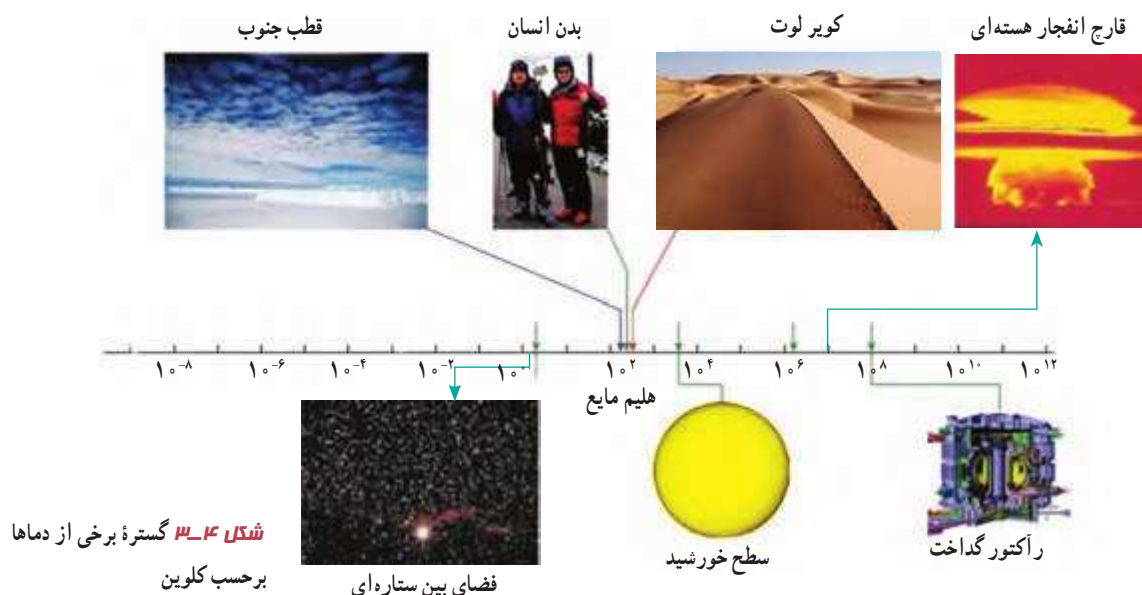 قارچ انفجار هسته‌ای
کویر لوت
بدن انسان
قطب جنوب
۱۰⁻⁸ ۱۰⁻⁶ ۱۰⁻⁴ ۱۰⁻² ۱۰⁰ ۱۰² ۱۰⁴ ۱۰⁶ ۱۰⁸ ۱۰¹⁰ ۱۰¹²
هلیم مایع
رآکتور گداخت
سطح خورشید
فضای بین ستاره‌ای
شکل ۴ــ۳ گسترهٔ برخی از دماها
برحسب کلوین